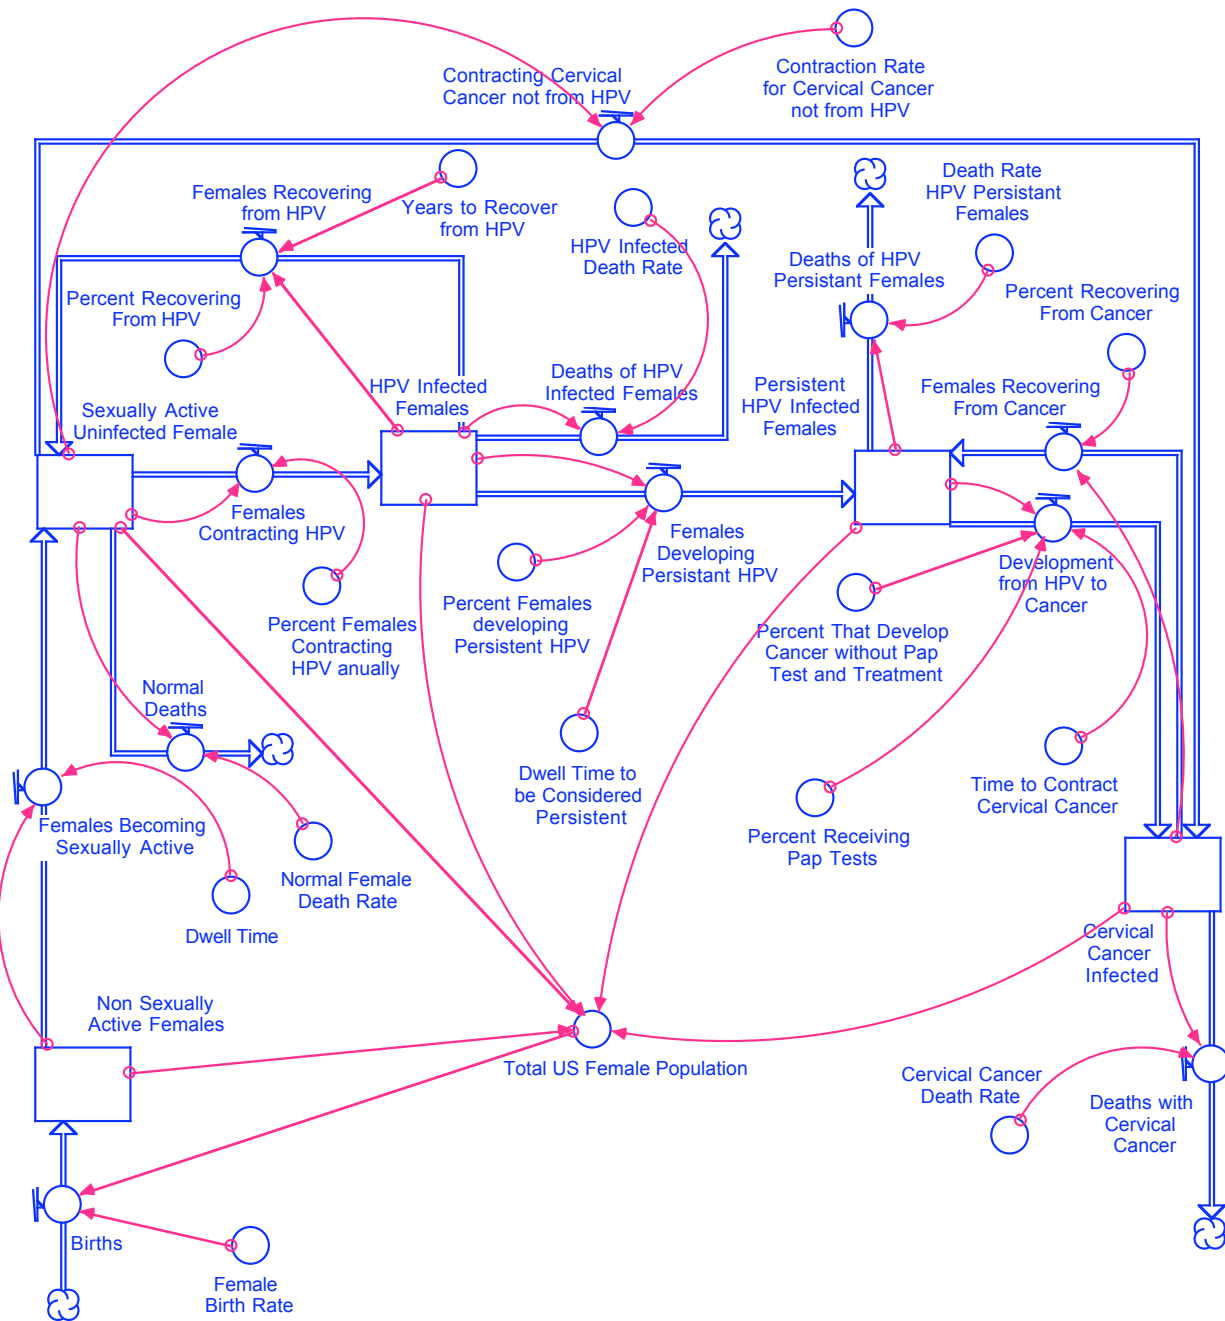 Contracting Cervical
Cancer not from HPV
Contraction Rate
for Cervical Cancer
not from HPV
Females Recovering
from HPV
Years to Recover
from HPV
HPV Infected
Death Rate
Death Rate
HPV Persistant
Females
Deaths of HPV
Persistant Females
Percent Recovering
From HPV
Percent Recovering
From Cancer
HPV Infected
Females
Deaths of HPV
Infected Females
Persistent
HPV Infected
Females
Females Recovering
From Cancer
Sexually Active
Uninfected Female
Females
Contracting HPV
Females
Developing
Persistant HPV
Development
from HPV to
Cancer
Percent Females
Contracting
HPV anually
Percent Females
developing
Persistent HPV
Percent That Develop
Cancer without Pap
Test and Treatment
Normal
Deaths
Dwell Time to
be Considered
Persistent
Time to Contract
Cervical Cancer
Females Becoming
Sexually Active
Percent Receiving
Pap Tests
Normal Female
Death Rate
Dwell Time
Cervical
Cancer
Infected
Non Sexually
Active Females
Total US Female Population
Cervical Cancer
Death Rate
Deaths with
Cervical
Cancer
Births
Female
Birth Rate